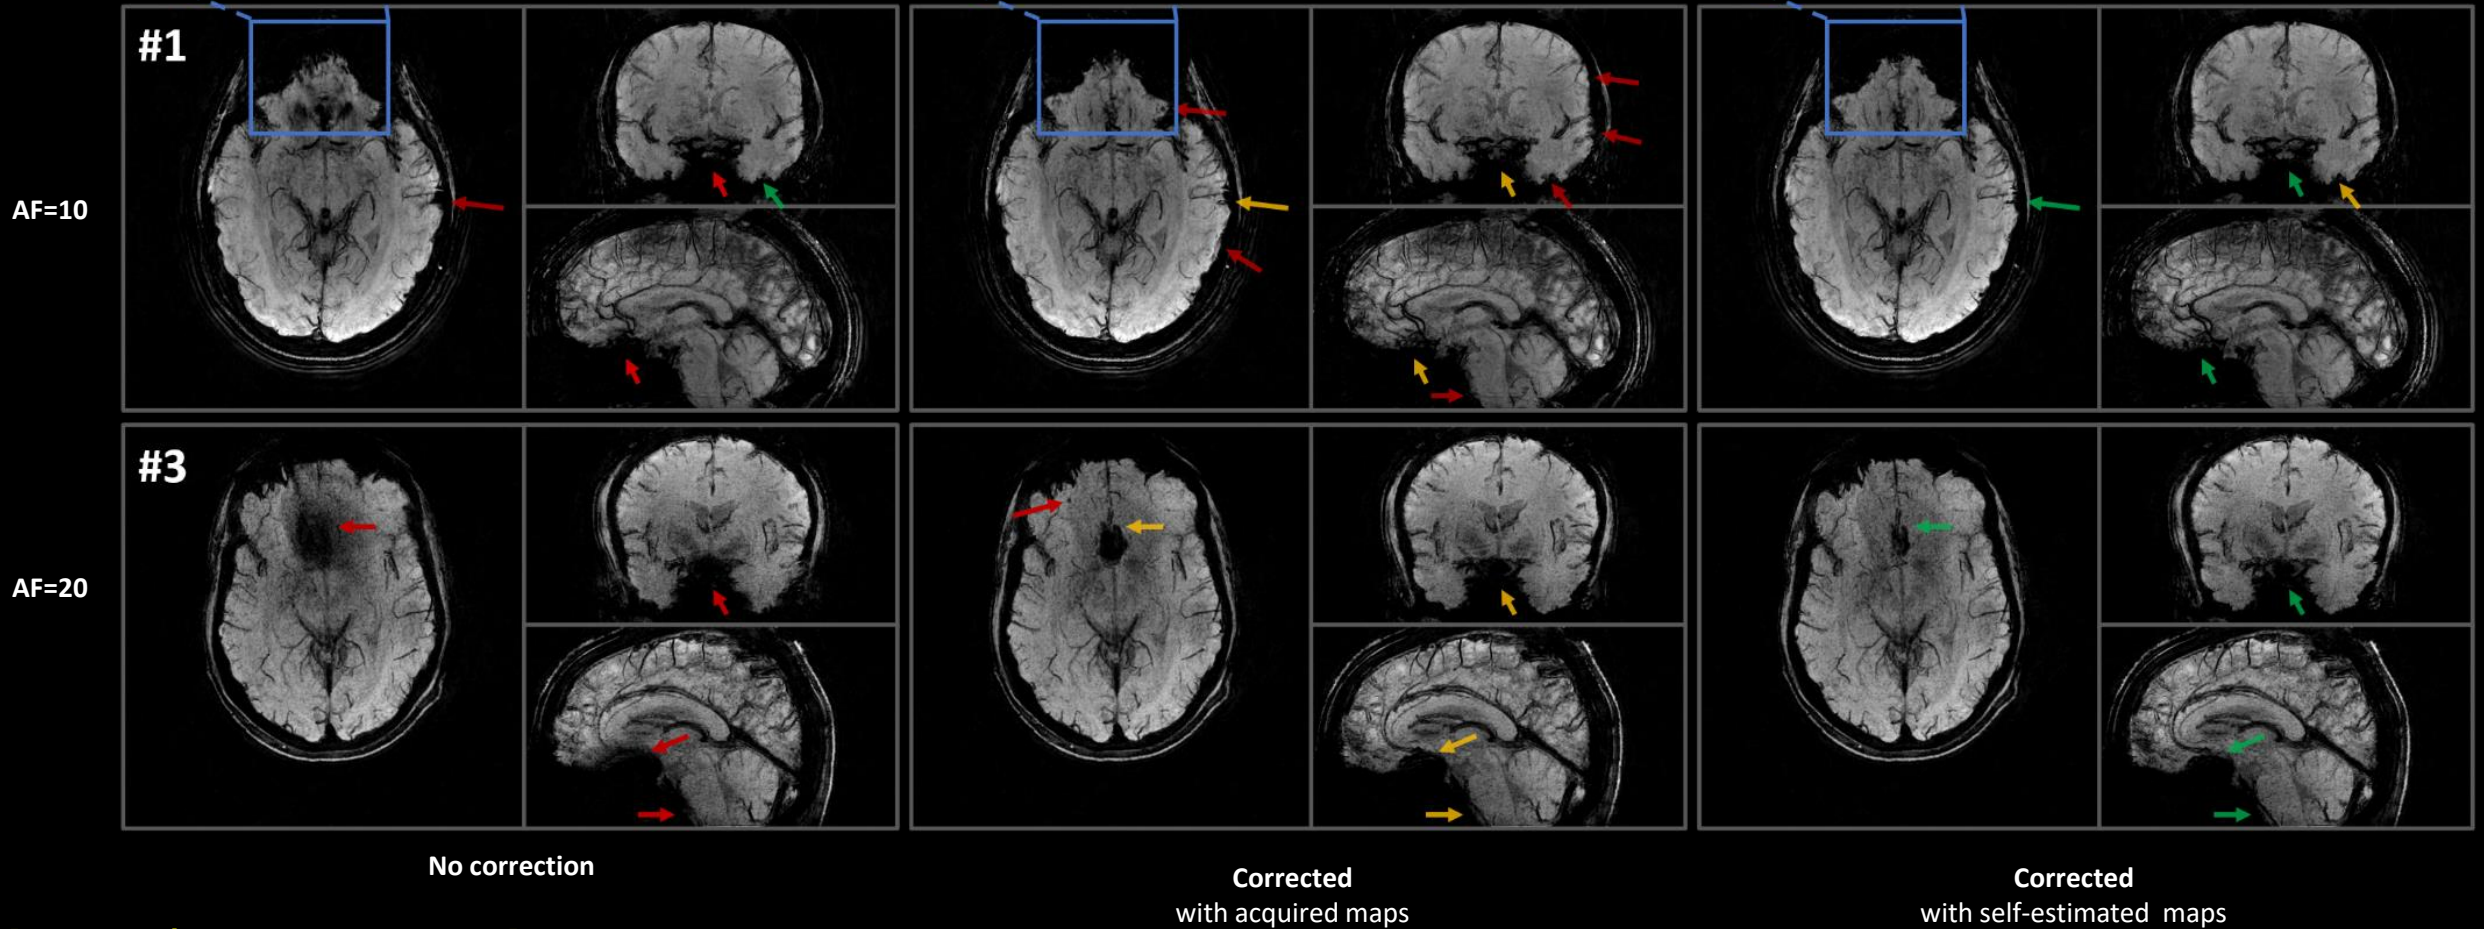 #1
AF=10
#3
AF=20
No correction
Corrected
with acquired maps
Corrected
with self-estimated maps